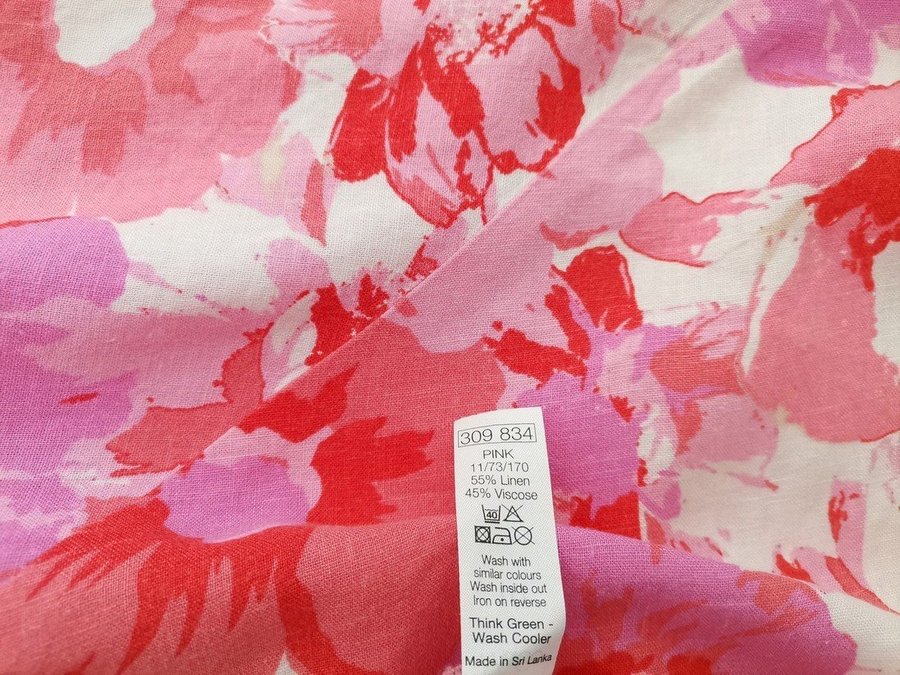 309 834
PINK
11/73/170
55% Linen
45% Viscose
40
Wash with
similar colours
Wash inside out
Iron on reverse
Think Green -
Wash Cooler
Made in Sri Lanka